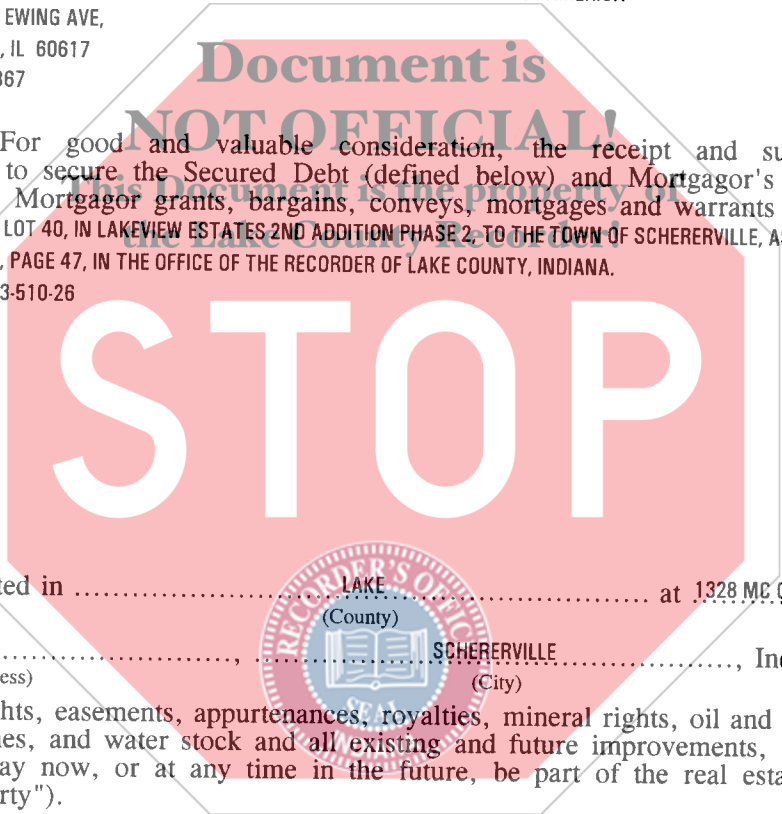 EWING AVE,
, IL 60617
367
Document is
NOT OFFICIAL!
This Document is the property of
the Lake County Recorder!
For good and valuable consideration, the receipt and su
to secure the Secured Debt (defined below) and Mortgagor's
Mortgagor grants, bargains, conveys, mortgages and warrants
LOT 40, IN LAKEVIEW ESTATES 2ND ADDITION PHASE 2, TO THE TOWN OF SCHERERVILLE, AS
, PAGE 47, IN THE OFFICE OF THE RECORDER OF LAKE COUNTY, INDIANA.
3-510-26
STOP
ted in ........ LAKE ........ at 1328 MC
(County)
........, ........ SCHERERVILLE ........, In
ess) (City)
RECORDER'S OFFICE
SEAL
INDIANA
hts, easements, appurtenances, royalties, mineral rights, oil and
nes, and water stock and all existing and future improvements,
ay now, or at any time in the future, be part of the real esta
rty").